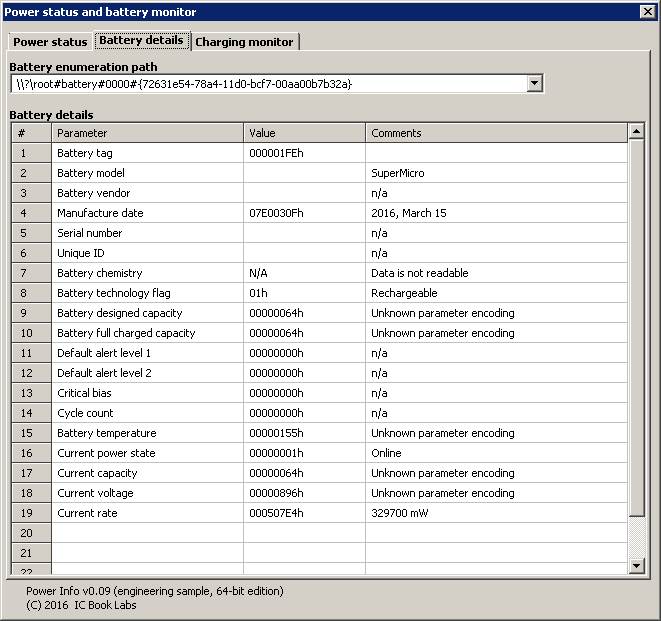 Power status and battery monitor
Power status Battery details Charging monitor
Battery enumeration path
\\?\root#battery#0000#{72631e54-78a4-11d0-bcf7-00aa00b7b32a}
Battery details
# Parameter Value Comments
1 Battery tag 000001FEh
2 Battery model SuperMicro
3 Battery vendor n/a
4 Manufacture date 07E0030Fh 2016, March 15
5 Serial number n/a
6 Unique ID n/a
7 Battery chemistry N/A Data is not readable
8 Battery technology flag 01h Rechargeable
9 Battery designed capacity 00000064h Unknown parameter encoding
10 Battery full charged capacity 00000064h Unknown parameter encoding
11 Default alert level 1 00000000h n/a
12 Default alert level 2 00000000h n/a
13 Critical bias 00000000h n/a
14 Cycle count 00000000h n/a
15 Battery temperature 00000155h Unknown parameter encoding
16 Current power state 00000001h Online
17 Current capacity 00000064h Unknown parameter encoding
18 Current voltage 00000896h Unknown parameter encoding
19 Current rate 000507E4h 329700 mW
20
21
22
Power Info v0.09 (engineering sample, 64-bit edition)
(C) 2016 IC Book Labs